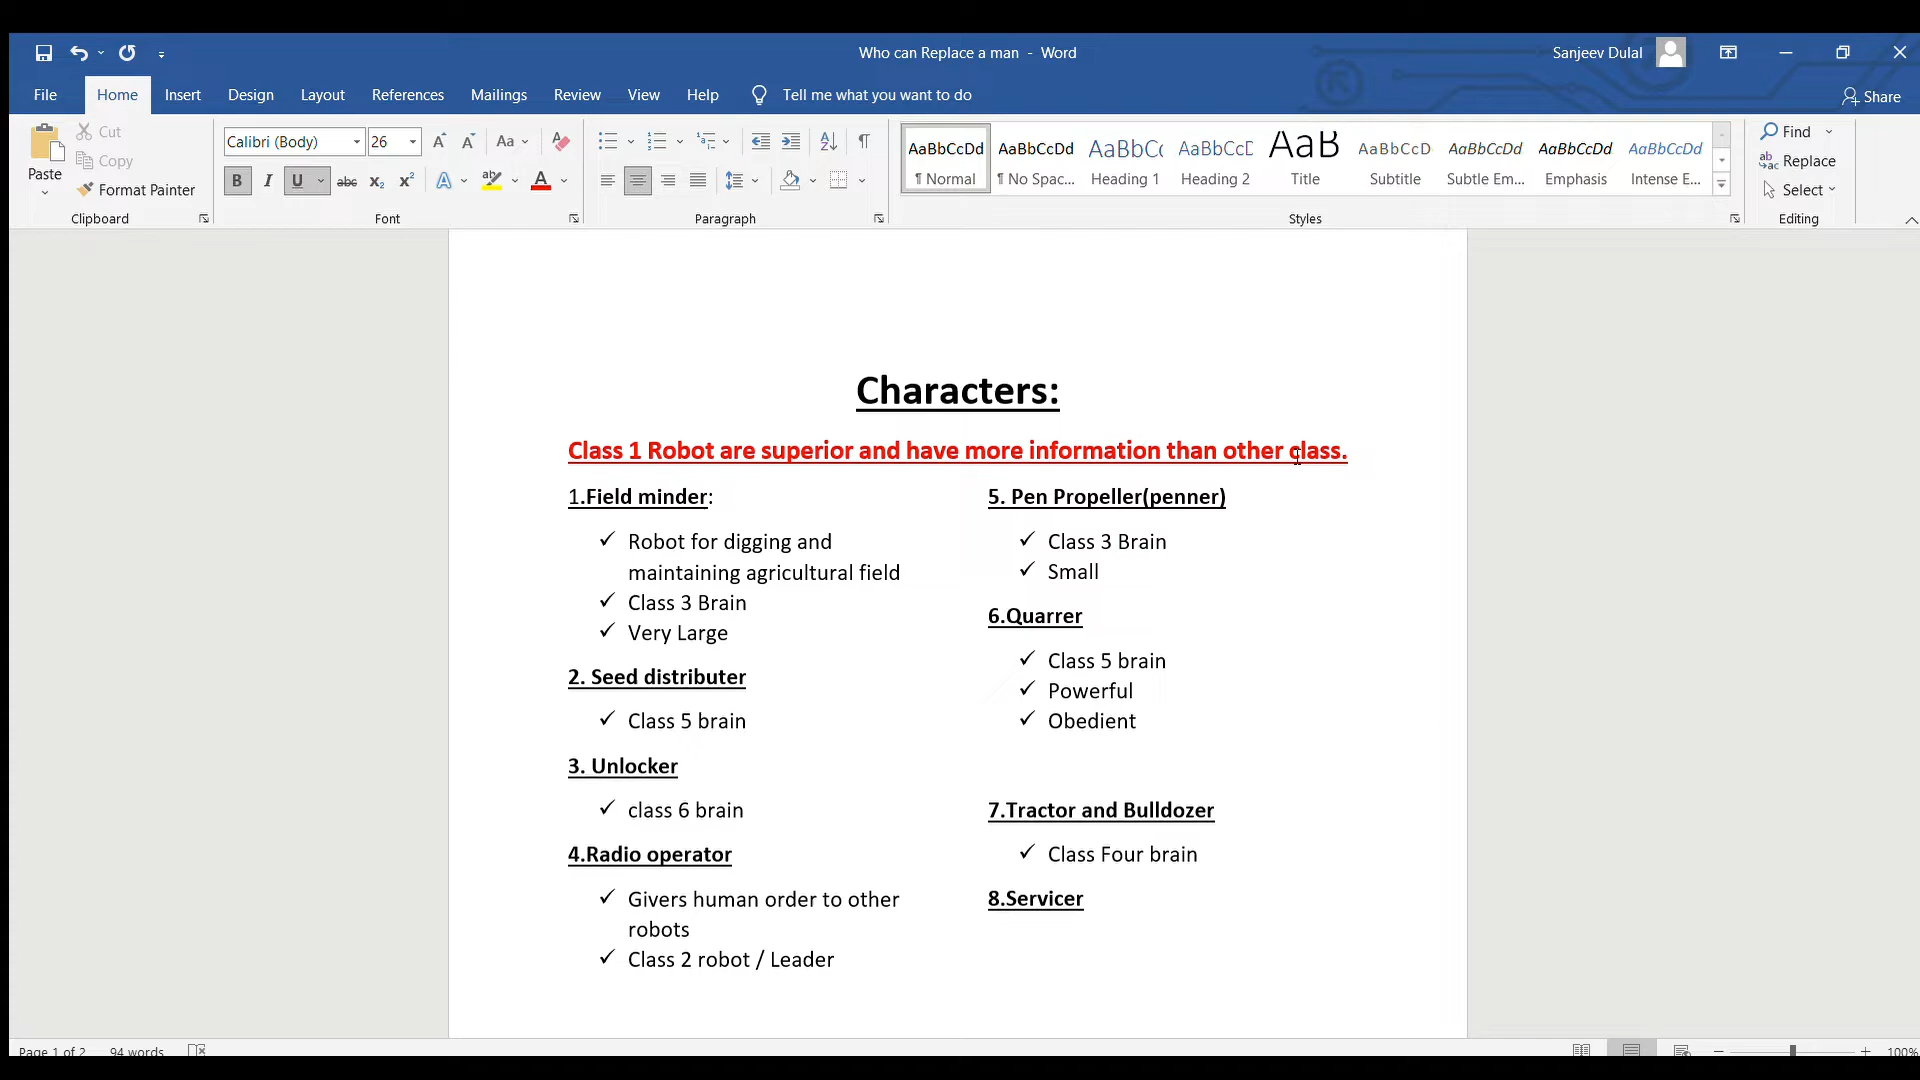 Who can Replace a man - Word
Sanjeev Dulal
File Home Insert Design Layout References Mailings Review View Help Tell me what you want to do
Share
Paste
Cut
Copy
Format Painter
Clipboard
Calibri (Body) 26
Font
Paragraph
AaBbCcDd AaBbCcDd AaBbCc AaBbCcD AaB AaBbCcD AaBbCcDd AaBbCcDd AaBbCcDd
¶ Normal ¶ No Spac... Heading 1 Heading 2 Title Subtitle Subtle Em... Emphasis Intense E...
Styles
Find
Replace
Select
Editing
Characters:
Class 1 Robot are superior and have more information than other class.
1.Field minder:
✓ Robot for digging and
maintaining agricultural field
✓ Class 3 Brain
✓ Very Large
2. Seed distributer
✓ Class 5 brain
3. Unlocker
✓ class 6 brain
4.Radio operator
✓ Givers human order to other
robots
✓ Class 2 robot / Leader
5. Pen Propeller(penner)
✓ Class 3 Brain
✓ Small
6.Quarrer
✓ Class 5 brain
✓ Powerful
✓ Obedient
7.Tractor and Bulldozer
✓ Class Four brain
8.Servicer
Page 1 of 2 94 words
100%